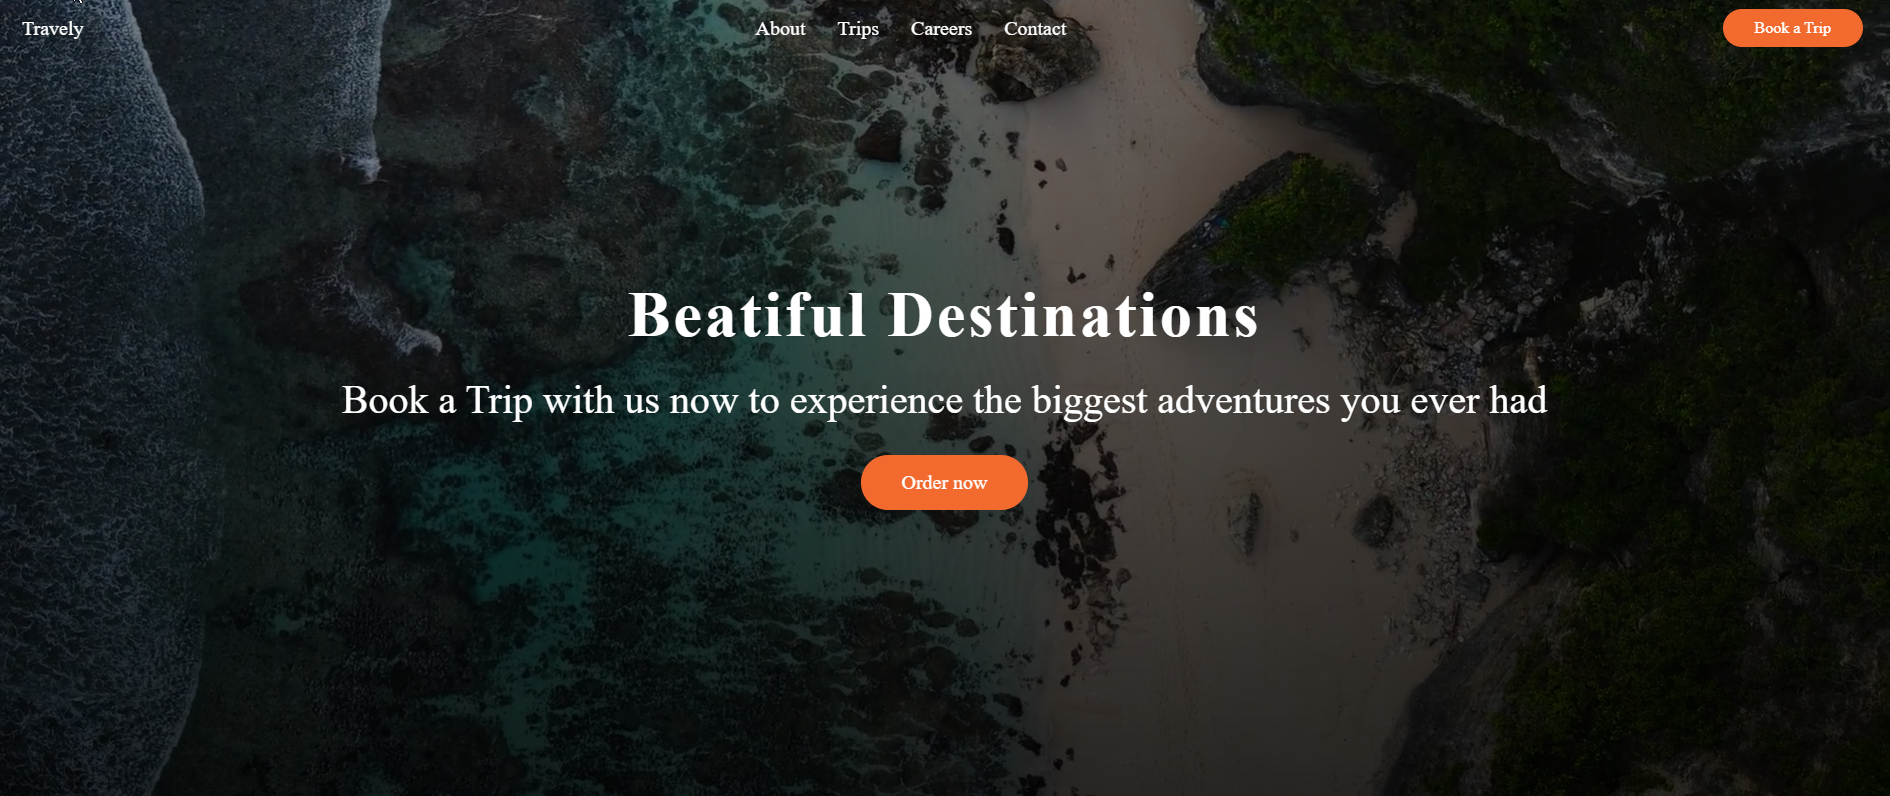 Travely
About Trips Careers Contact
Book a Trip
Beatiful Destinations
Book a Trip with us now to experience the biggest adventures you ever had
Order now